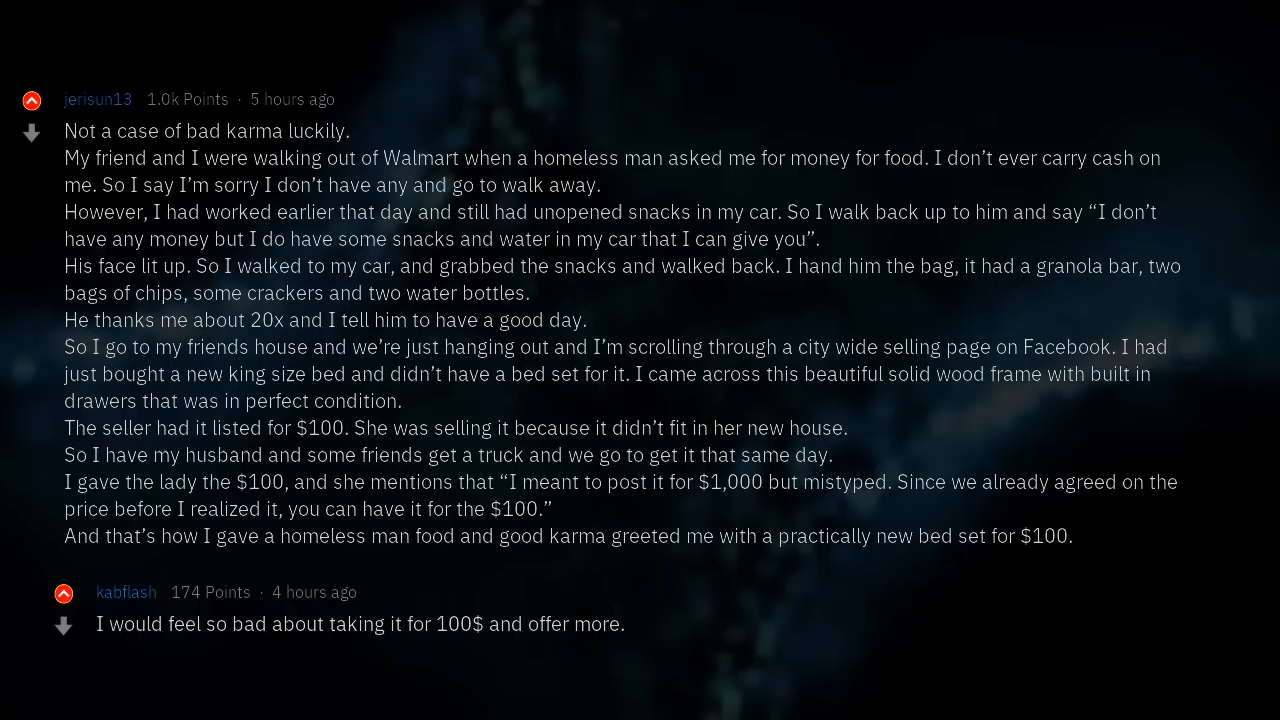 jerisun13 1.0k Points · 5 hours ago
Not a case of bad karma luckily.
My friend and I were walking out of Walmart when a homeless man asked me for money for food. I don’t ever carry cash on
me. So I say I’m sorry I don’t have any and go to walk away.
However, I had worked earlier that day and still had unopened snacks in my car. So I walk back up to him and say “I don’t
have any money but I do have some snacks and water in my car that I can give you”.
His face lit up. So I walked to my car, and grabbed the snacks and walked back. I hand him the bag, it had a granola bar, two
bags of chips, some crackers and two water bottles.
He thanks me about 20x and I tell him to have a good day.
So I go to my friends house and we’re just hanging out and I’m scrolling through a city wide selling page on Facebook. I had
just bought a new king size bed and didn’t have a bed set for it. I came across this beautiful solid wood frame with built in
drawers that was in perfect condition.
The seller had it listed for $100. She was selling it because it didn’t fit in her new house.
So I have my husband and some friends get a truck and we go to get it that same day.
I gave the lady the $100, and she mentions that “I meant to post it for $1,000 but mistyped. Since we already agreed on the
price before I realized it, you can have it for the $100.”
And that’s how I gave a homeless man food and good karma greeted me with a practically new bed set for $100.
kabflash 174 Points · 4 hours ago
I would feel so bad about taking it for 100$ and offer more.